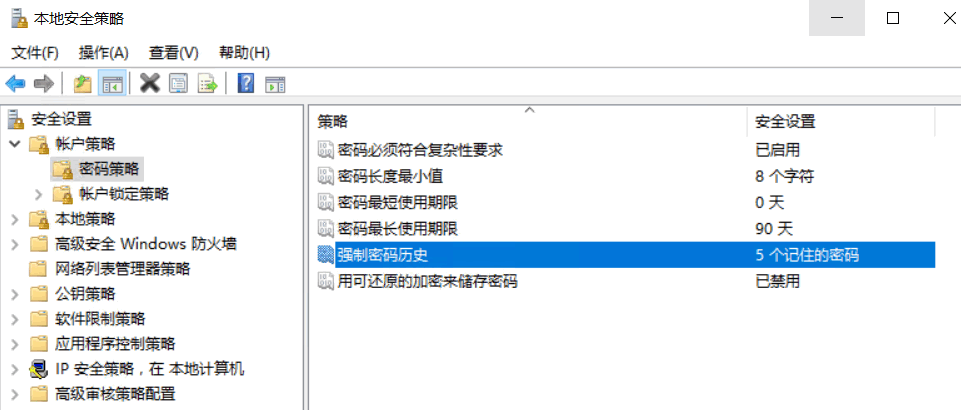 本地安全策略
文件(F) 操作(A) 查看(V) 帮助(H)
安全设置
帐户策略
密码策略
帐户锁定策略
本地策略
高级安全 Windows 防火墙
网络列表管理器策略
公钥策略
软件限制策略
应用程序控制策略
IP 安全策略，在 本地计算机
高级审核策略配置
策略 安全设置
密码必须符合复杂性要求 已启用
密码长度最小值 8 个字符
密码最短使用期限 0 天
密码最长使用期限 90 天
强制密码历史 5 个记住的密码
用可还原的加密来储存密码 已禁用